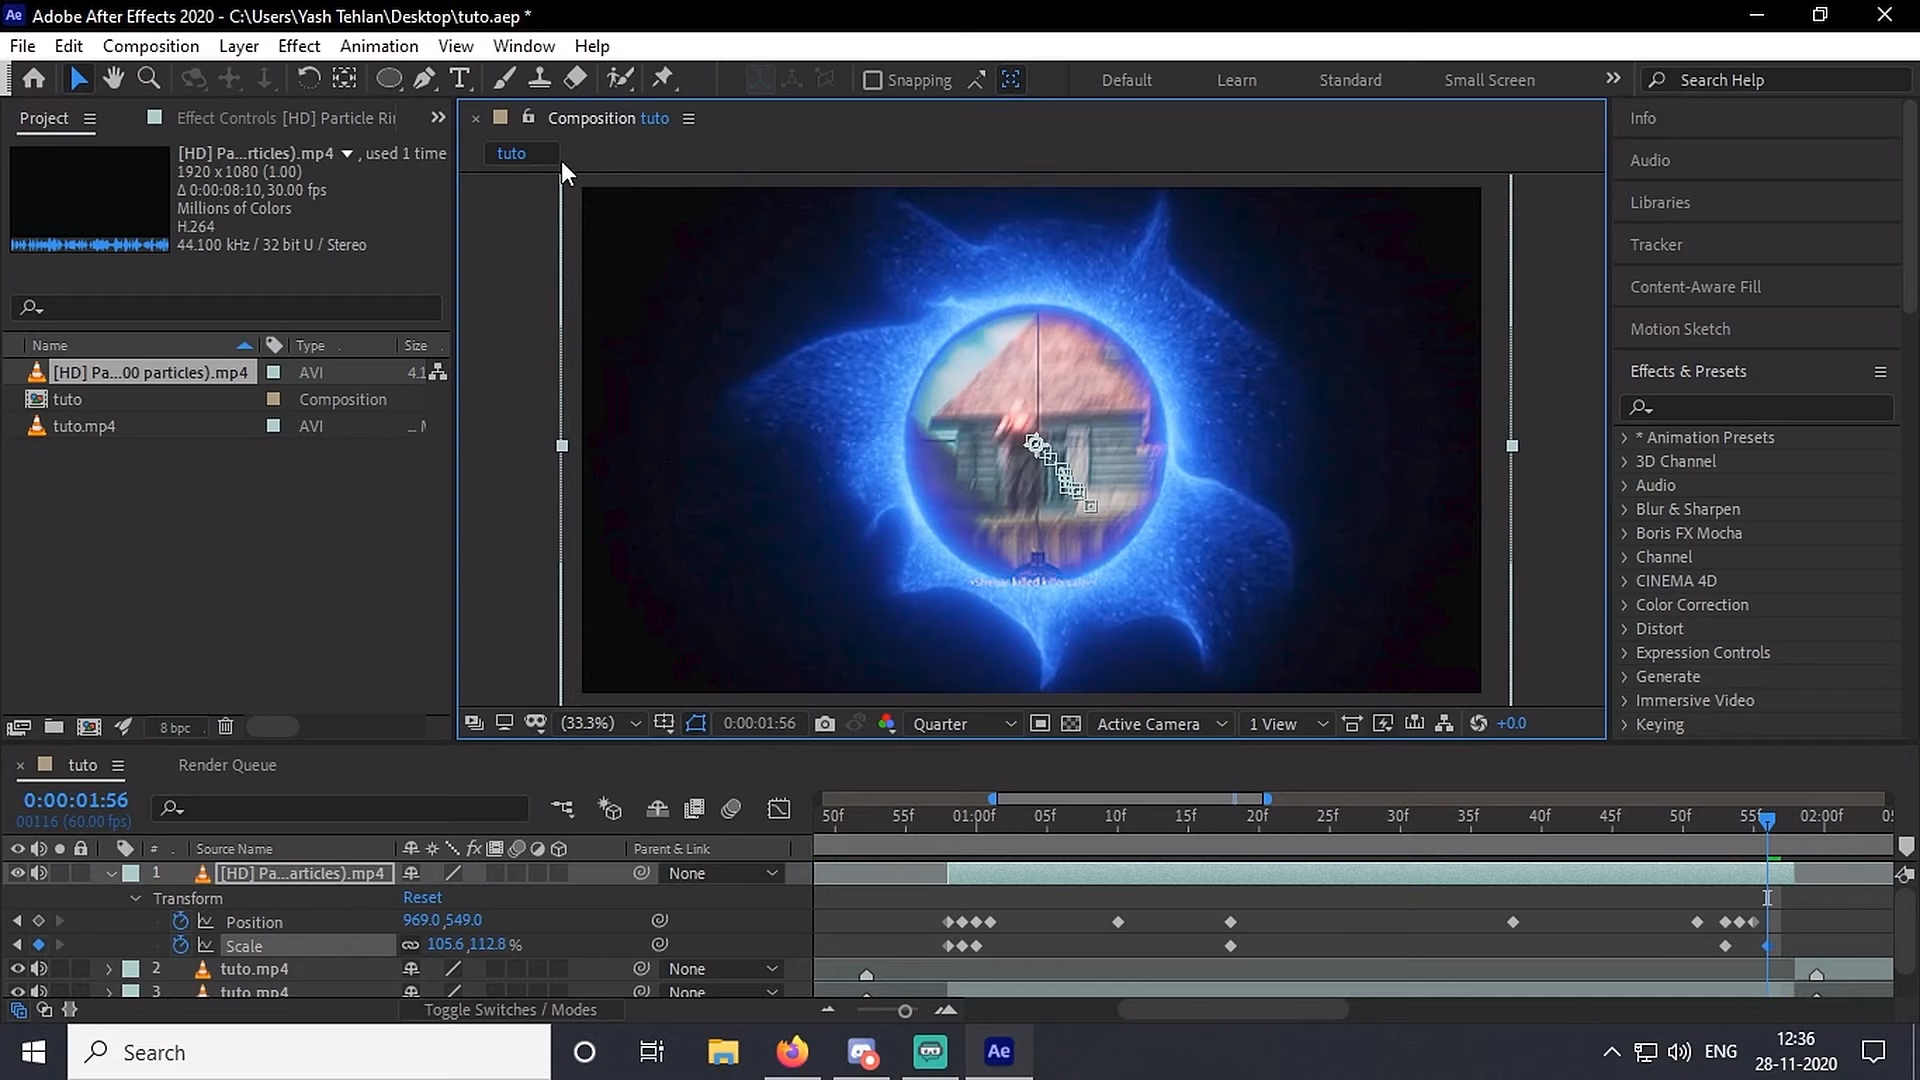 Ae Adobe After Effects 2020 - C:\Users\Yash Tehlan\Desktop\tuto.aep *
File Edit Composition Layer Effect Animation View Window Help
Snapping Default Learn Standard Small Screen Search Help
Project Effect Controls [HD] Particle Rin
[HD] Pa...rticles).mp4 , used 1 time
1920 x 1080 (1.00)
Δ 0:00:08:10, 30.00 fps
Millions of Colors
H.264
44.100 kHz / 32 bit U / Stereo
Name Type Size
[HD] Pa...00 particles).mp4 AVI 4.1
tuto Composition
tuto.mp4 AVI
8 bpc
Composition tuto
tuto
killed
(33.3%) 0:00:01:56 Quarter Active Camera 1 View +0.0
Info
Audio
Libraries
Tracker
Content-Aware Fill
Motion Sketch
Effects & Presets
* Animation Presets
3D Channel
Audio
Blur & Sharpen
Boris FX Mocha
Channel
CINEMA 4D
Color Correction
Distort
Expression Controls
Generate
Immersive Video
Keying
tuto Render Queue
0:00:01:56
00116 (60.00 fps)
50f 55f 01:00f 05f 10f 15f 20f 25f 30f 35f 40f 45f 50f 55f 02:00f
# Source Name fx Parent & Link
1 [HD] Pa...articles).mp4 None
Transform Reset
Position 969.0,549.0
Scale 105.6,112.8 %
2 tuto.mp4 None
3 tuto.mp4 None
Toggle Switches / Modes
Search Ae ENG 12:36
28-11-2020